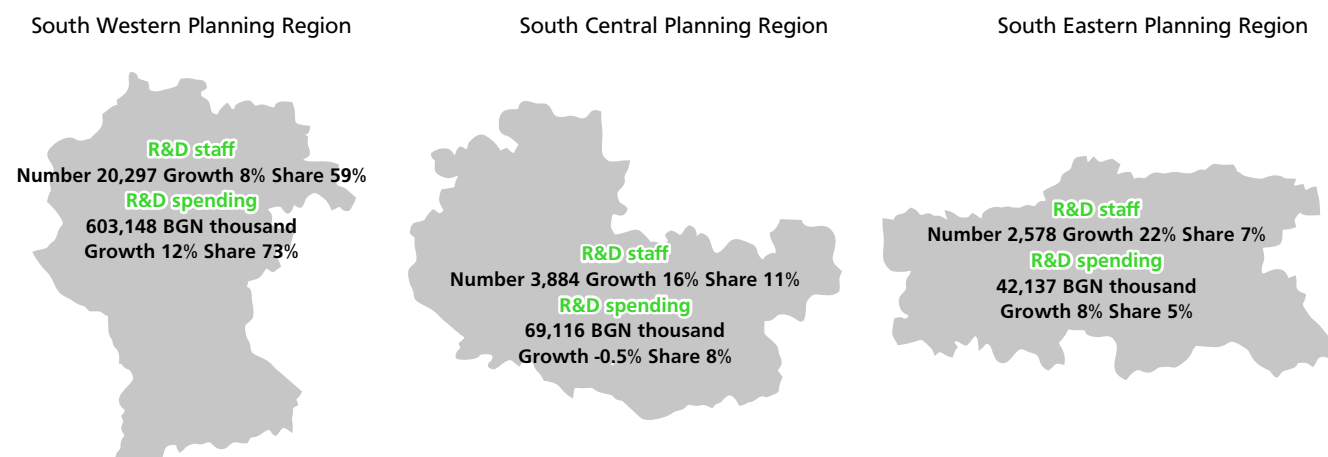 South Western Planning Region
R&D staff
Number 20,297 Growth 8% Share 59%
R&D spending
603,148 BGN thousand
Growth 12% Share 73%
South Central Planning Region
R&D staff
Number 3,884 Growth 16% Share 11%
R&D spending
69,116 BGN thousand
Growth -0.5% Share 8%
South Eastern Planning Region
R&D staff
Number 2,578 Growth 22% Share 7%
R&D spending
42,137 BGN thousand
Growth 8% Share 5%